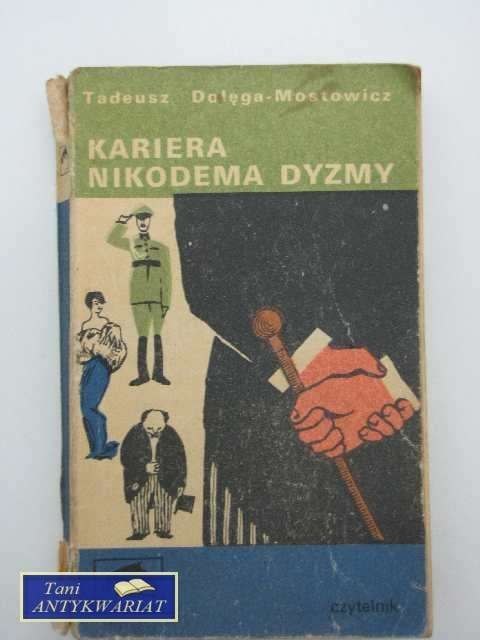 Tadeusz Dołęga-Mostowicz
KARIERA
NIKODEMA DYZMY
czytelnik
Tani
ANTYKWARIAT